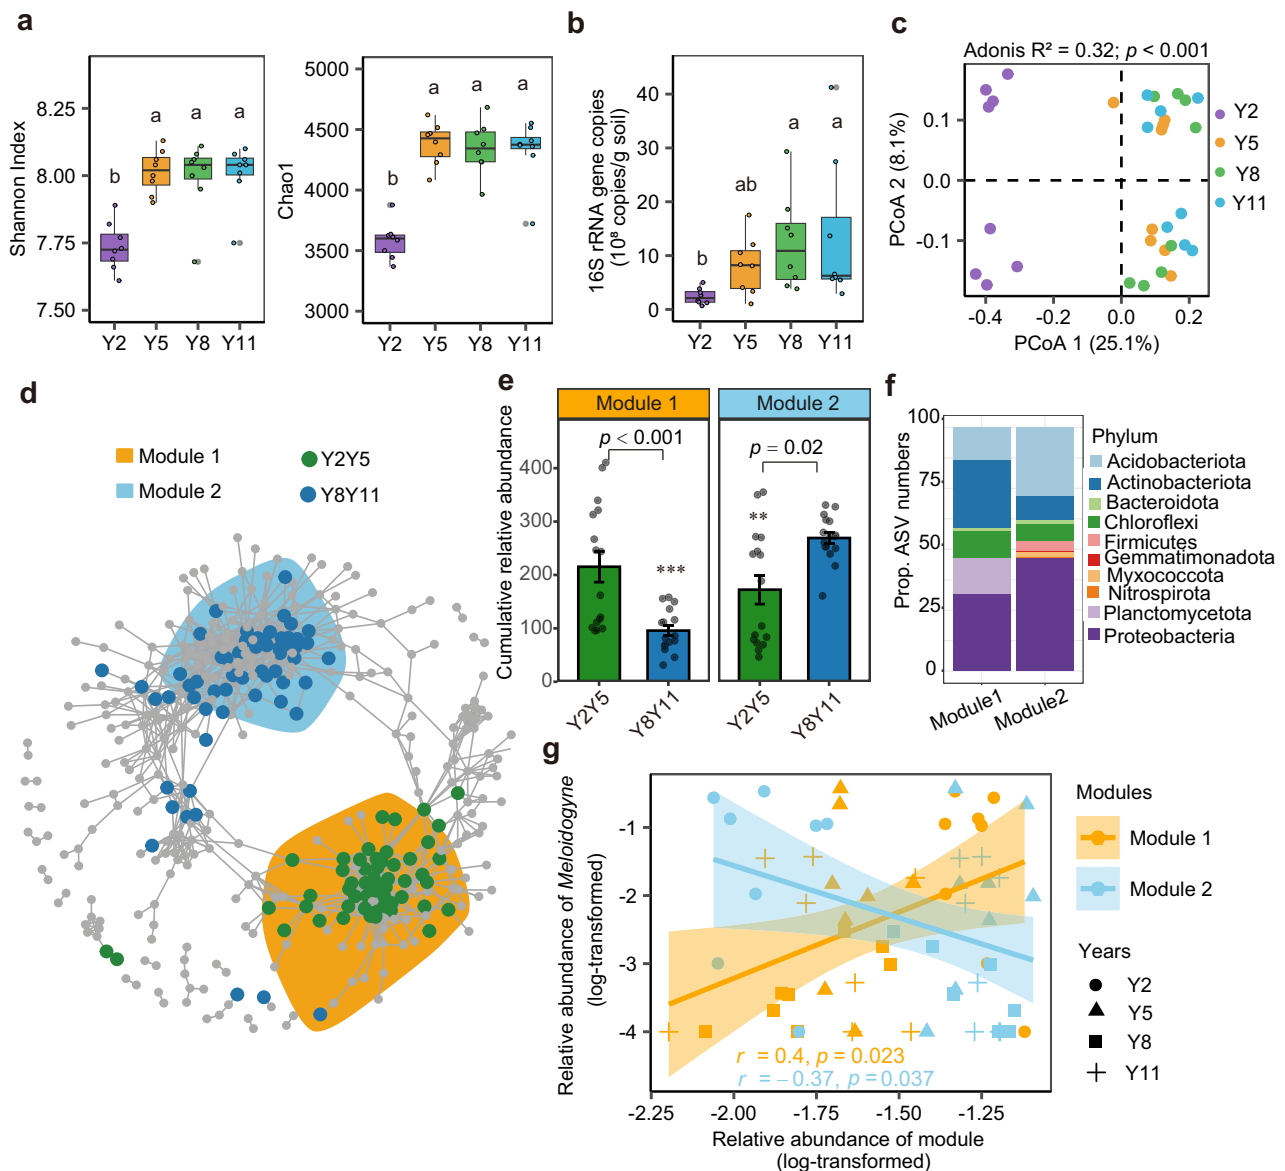 a
Shannon Index
8.25
8.00
7.75
7.50
b
a
a
a
Y2
Y5
Y8
Y11
Chao1
5000
4500
4000
3500
3000
b
a
a
a
Y2
Y5
Y8
Y11
b
16S rRNA gene copies
(10⁸ copies/g soil)
40
30
20
10
0
b
ab
a
a
Y2
Y5
Y8
Y11
c
Adonis R² = 0.32; p < 0.001
PCoA 2 (8.1%)
0.1
0.0
-0.1
-0.4
-0.2
0.0
0.2
PCoA 1 (25.1%)
Y2
Y5
Y8
Y11
d
Module 1
Module 2
Y2Y5
Y8Y11
e
Cumulative relative abundance
400
300
200
100
0
Module 1
p < 0.001
***
Y2Y5
Y8Y11
Module 2
p = 0.02
**
Y2Y5
Y8Y11
f
Prop. ASV numbers
100
75
50
25
0
Module1
Module2
Phylum
Acidobacteriota
Actinobacteriota
Bacteroidota
Chloroflexi
Firmicutes
Gemmatimonadota
Myxococcota
Nitrospirota
Planctomycetota
Proteobacteria
g
Relative abundance of Meloidogyne
(log-transformed)
-1
-2
-3
-4
r = 0.4, p = 0.023
r = −0.37, p = 0.037
-2.25
-2.00
-1.75
-1.50
-1.25
Relative abundance of module
(log-transformed)
Modules
Module 1
Module 2
Years
Y2
Y5
Y8
Y11